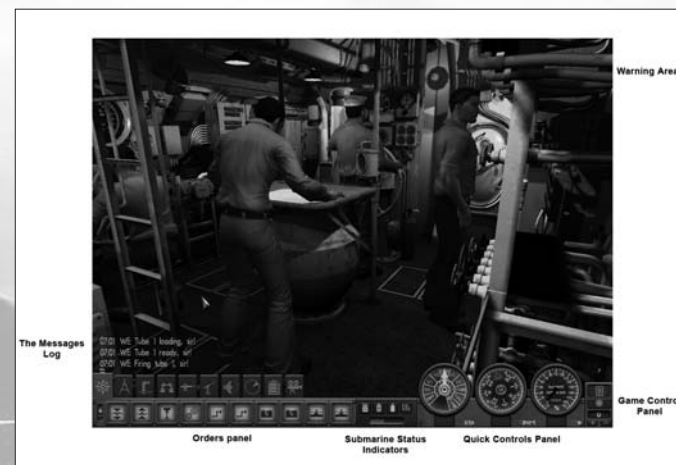 Warning Area
The Messages
Log
07:01 WE: Tube 1 loading, sir!
07:01 WE: Tube 1 ready, sir!
07:01 WE: Firing tube 1, sir!
Game Control
Panel
Orders panel
Submarine Status
Indicators
Quick Controls Panel